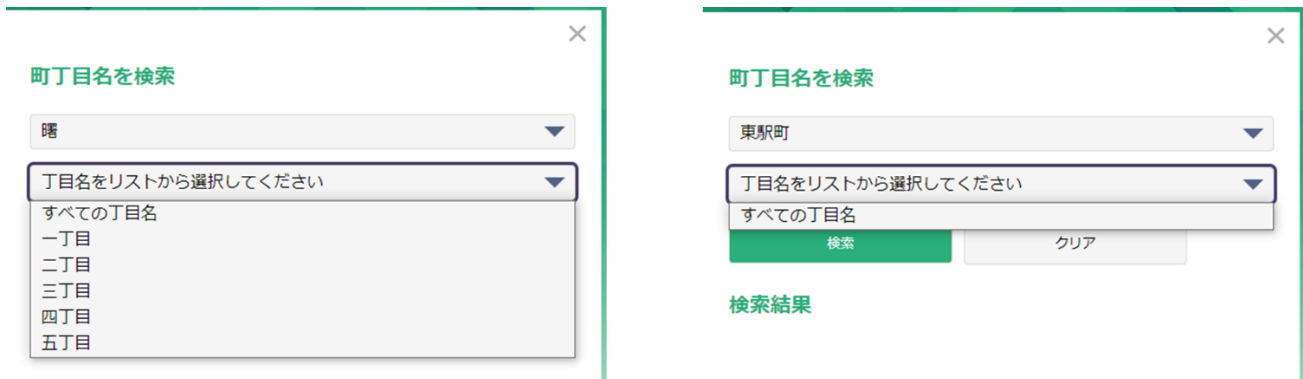 町丁目名を検索
曙
丁目名をリストから選択してください
すべての丁目名
一丁目
二丁目
三丁目
四丁目
五丁目
町丁目名を検索
東駅町
丁目名をリストから選択してください
すべての丁目名
検索
クリア
検索結果